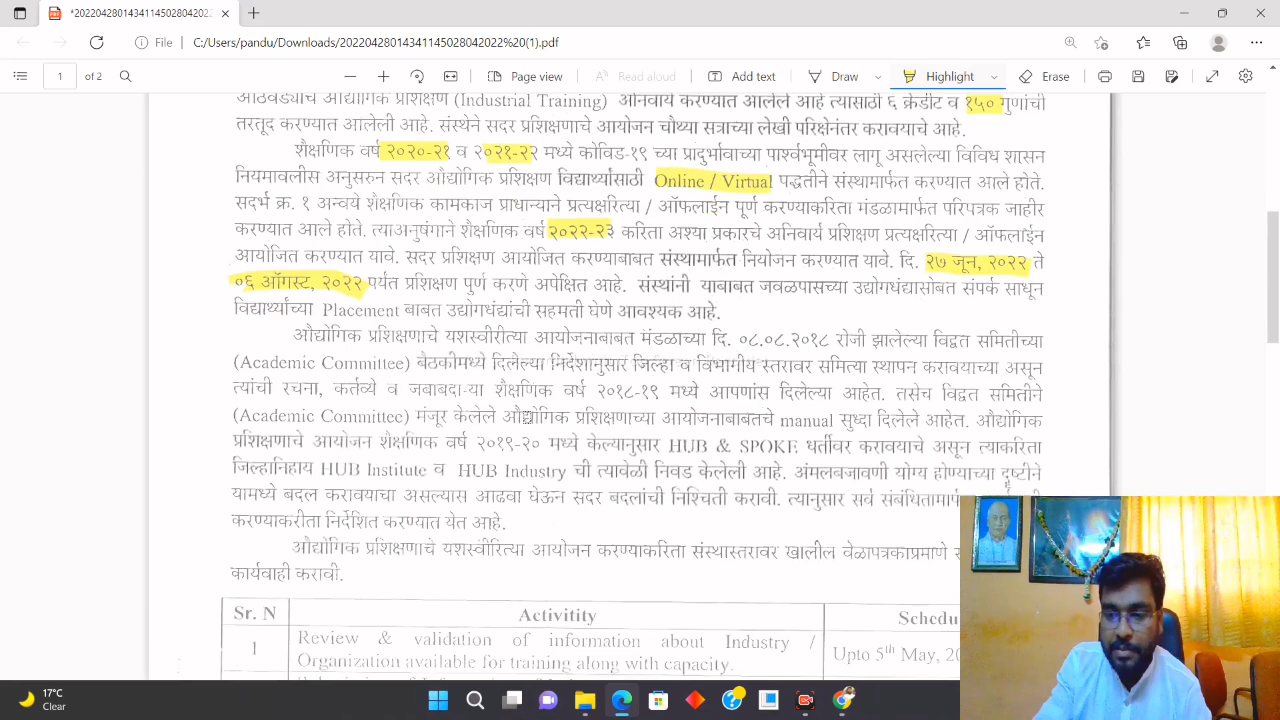 *20220428014341145028042022
File C:/Users/pandu/Downloads/20220428014341145028042022%20(1).pdf
1 of 2 Page view Read aloud Add text Draw Highlight Erase
आठवड्याचे औद्योगिक प्रशिक्षण (Industrial Training) अनिवार्य करण्यात आलेले आहे त्यासाठी ६ क्रेडीट व १५० गुणांची
तरतूद करण्यात आलेली आहे. संस्थेने सदर प्रशिक्षणाचे आयोजन चौथ्या सत्राच्या लेखी परिक्षेनंतर करावयाचे आहे.
शैक्षणिक वर्ष २०२०-२१ व २०२१-२२ मध्ये कोविड-१९ च्या प्रादुर्भावाच्या पार्श्वभूमीवर लागू असलेल्या विविध शासन
नियमावलीस अनुसरुन सदर औद्योगिक प्रशिक्षण विद्यार्थ्यांसाठी Online / Virtual पद्धतीने संस्थामार्फत करण्यात आले होते.
सदर्भ क्र. १ अन्वये शैक्षणिक कामकाज प्राधान्याने प्रत्यक्षरित्या / ऑफलाईन पूर्ण करण्याकरिता मंडळामार्फत परिपत्रक जाहीर
करण्यात आले होते. त्याअनुषंगाने शैक्षणिक वर्ष २०२२-२३ करिता अश्या प्रकारचे अनिवार्य प्रशिक्षण प्रत्यक्षरित्या / ऑफलाईन
आयोजित करण्यात यावे. सदर प्रशिक्षण आयोजित करण्याबाबत संस्थामार्फत नियोजन करण्यात यावे. दि. २७ जून, २०२२ ते
०६ ऑगस्ट, २०२२ पर्यंत प्रशिक्षण पुर्ण करणे अपेक्षित आहे. संस्थांनी याबाबत जवळपासच्या उद्योगधंद्यासोबत संपर्क साधून
विद्यार्थ्यांच्या Placement बाबत उद्योगधंद्यांची सहमती घेणे आवश्यक आहे.
औद्योगिक प्रशिक्षणाचे यशस्वीरीत्या आयोजनाबाबत मंडळाच्या दि. ०८.०८.२०१८ रोजी झालेल्या विद्वत समितीच्या
(Academic Committee) बैठकीमध्ये दिलेल्या निर्देशानुसार जिल्हा व विभागीय स्तरावर समित्या स्थापन करावयाच्या असून
त्यांची रचना, कर्तव्ये व जबाबदा-या शैक्षणिक वर्ष २०१८-१९ मध्ये आपणांस दिलेल्या आहेत. तसेच विद्वत समितीने
(Academic Committee) मंजूर केलेले औद्योगिक प्रशिक्षणाच्या आयोजनाबाबतचे manual सुध्दा दिलेले आहेत. औद्योगिक
प्रशिक्षणाचे आयोजन शैक्षणिक वर्ष २०१९-२० मध्ये केल्यानुसार HUB & SPOKE धर्तीवर करावयाचे असून त्याकरिता
जिल्हानिहाय HUB Institute व HUB Industry ची त्यावेळी निवड केलेली आहे. अंमलबजावणी योग्य होण्याच्या दृष्टीने
यामध्ये बदल करावयाचा असल्यास आढवा घेऊन सदर बदलांची निश्चिती करावी. त्यानुसार सर्व संबंधितामार्फ
करण्याकरीता निर्देशित करण्यात येत आहे.
औद्योगिक प्रशिक्षणाचे यशस्वीरित्या आयोजन करण्याकरिता संस्थास्तरावर खालील वेळापत्रकाप्रमाणे
कार्यवाही करावी.
Sr. N Activitity Schedu
1 Review & validation of information about Industry / Organization available for training along with capacity. Upto 5th May, 20
17°C
Clear